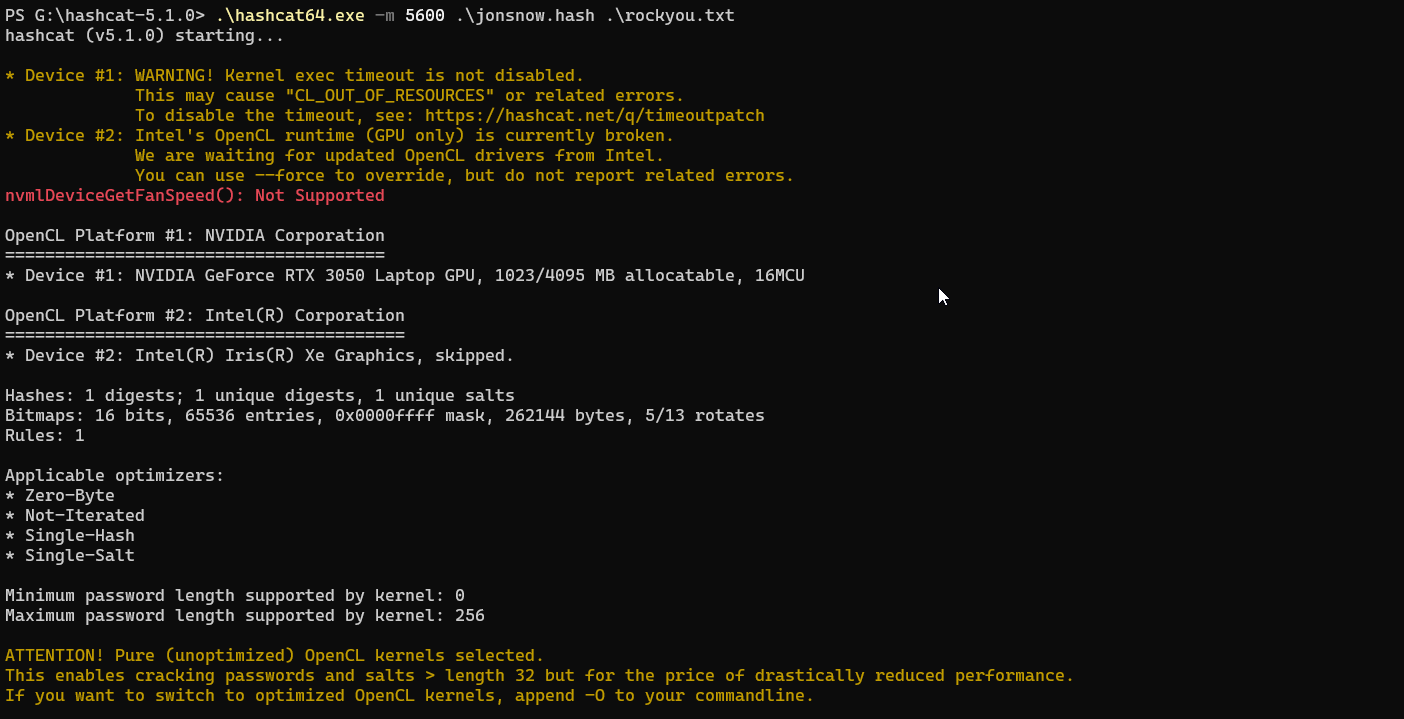 PS G:\hashcat-5.1.0> .\hashcat64.exe -m 5600 .\jonsnow.hash .\rockyou.txt
hashcat (v5.1.0) starting...

* Device #1: WARNING! Kernel exec timeout is not disabled.
             This may cause "CL_OUT_OF_RESOURCES" or related errors.
             To disable the timeout, see: https://hashcat.net/q/timeoutpatch
* Device #2: Intel's OpenCL runtime (GPU only) is currently broken.
             We are waiting for updated OpenCL drivers from Intel.
             You can use --force to override, but do not report related errors.
nvmlDeviceGetFanSpeed(): Not Supported

OpenCL Platform #1: NVIDIA Corporation
======================================
* Device #1: NVIDIA GeForce RTX 3050 Laptop GPU, 1023/4095 MB allocatable, 16MCU

OpenCL Platform #2: Intel(R) Corporation
========================================
* Device #2: Intel(R) Iris(R) Xe Graphics, skipped.

Hashes: 1 digests; 1 unique digests, 1 unique salts
Bitmaps: 16 bits, 65536 entries, 0x0000ffff mask, 262144 bytes, 5/13 rotates
Rules: 1

Applicable optimizers:
* Zero-Byte
* Not-Iterated
* Single-Hash
* Single-Salt

Minimum password length supported by kernel: 0
Maximum password length supported by kernel: 256

ATTENTION! Pure (unoptimized) OpenCL kernels selected.
This enables cracking passwords and salts > length 32 but for the price of drastically reduced performance.
If you want to switch to optimized OpenCL kernels, append -O to your commandline.